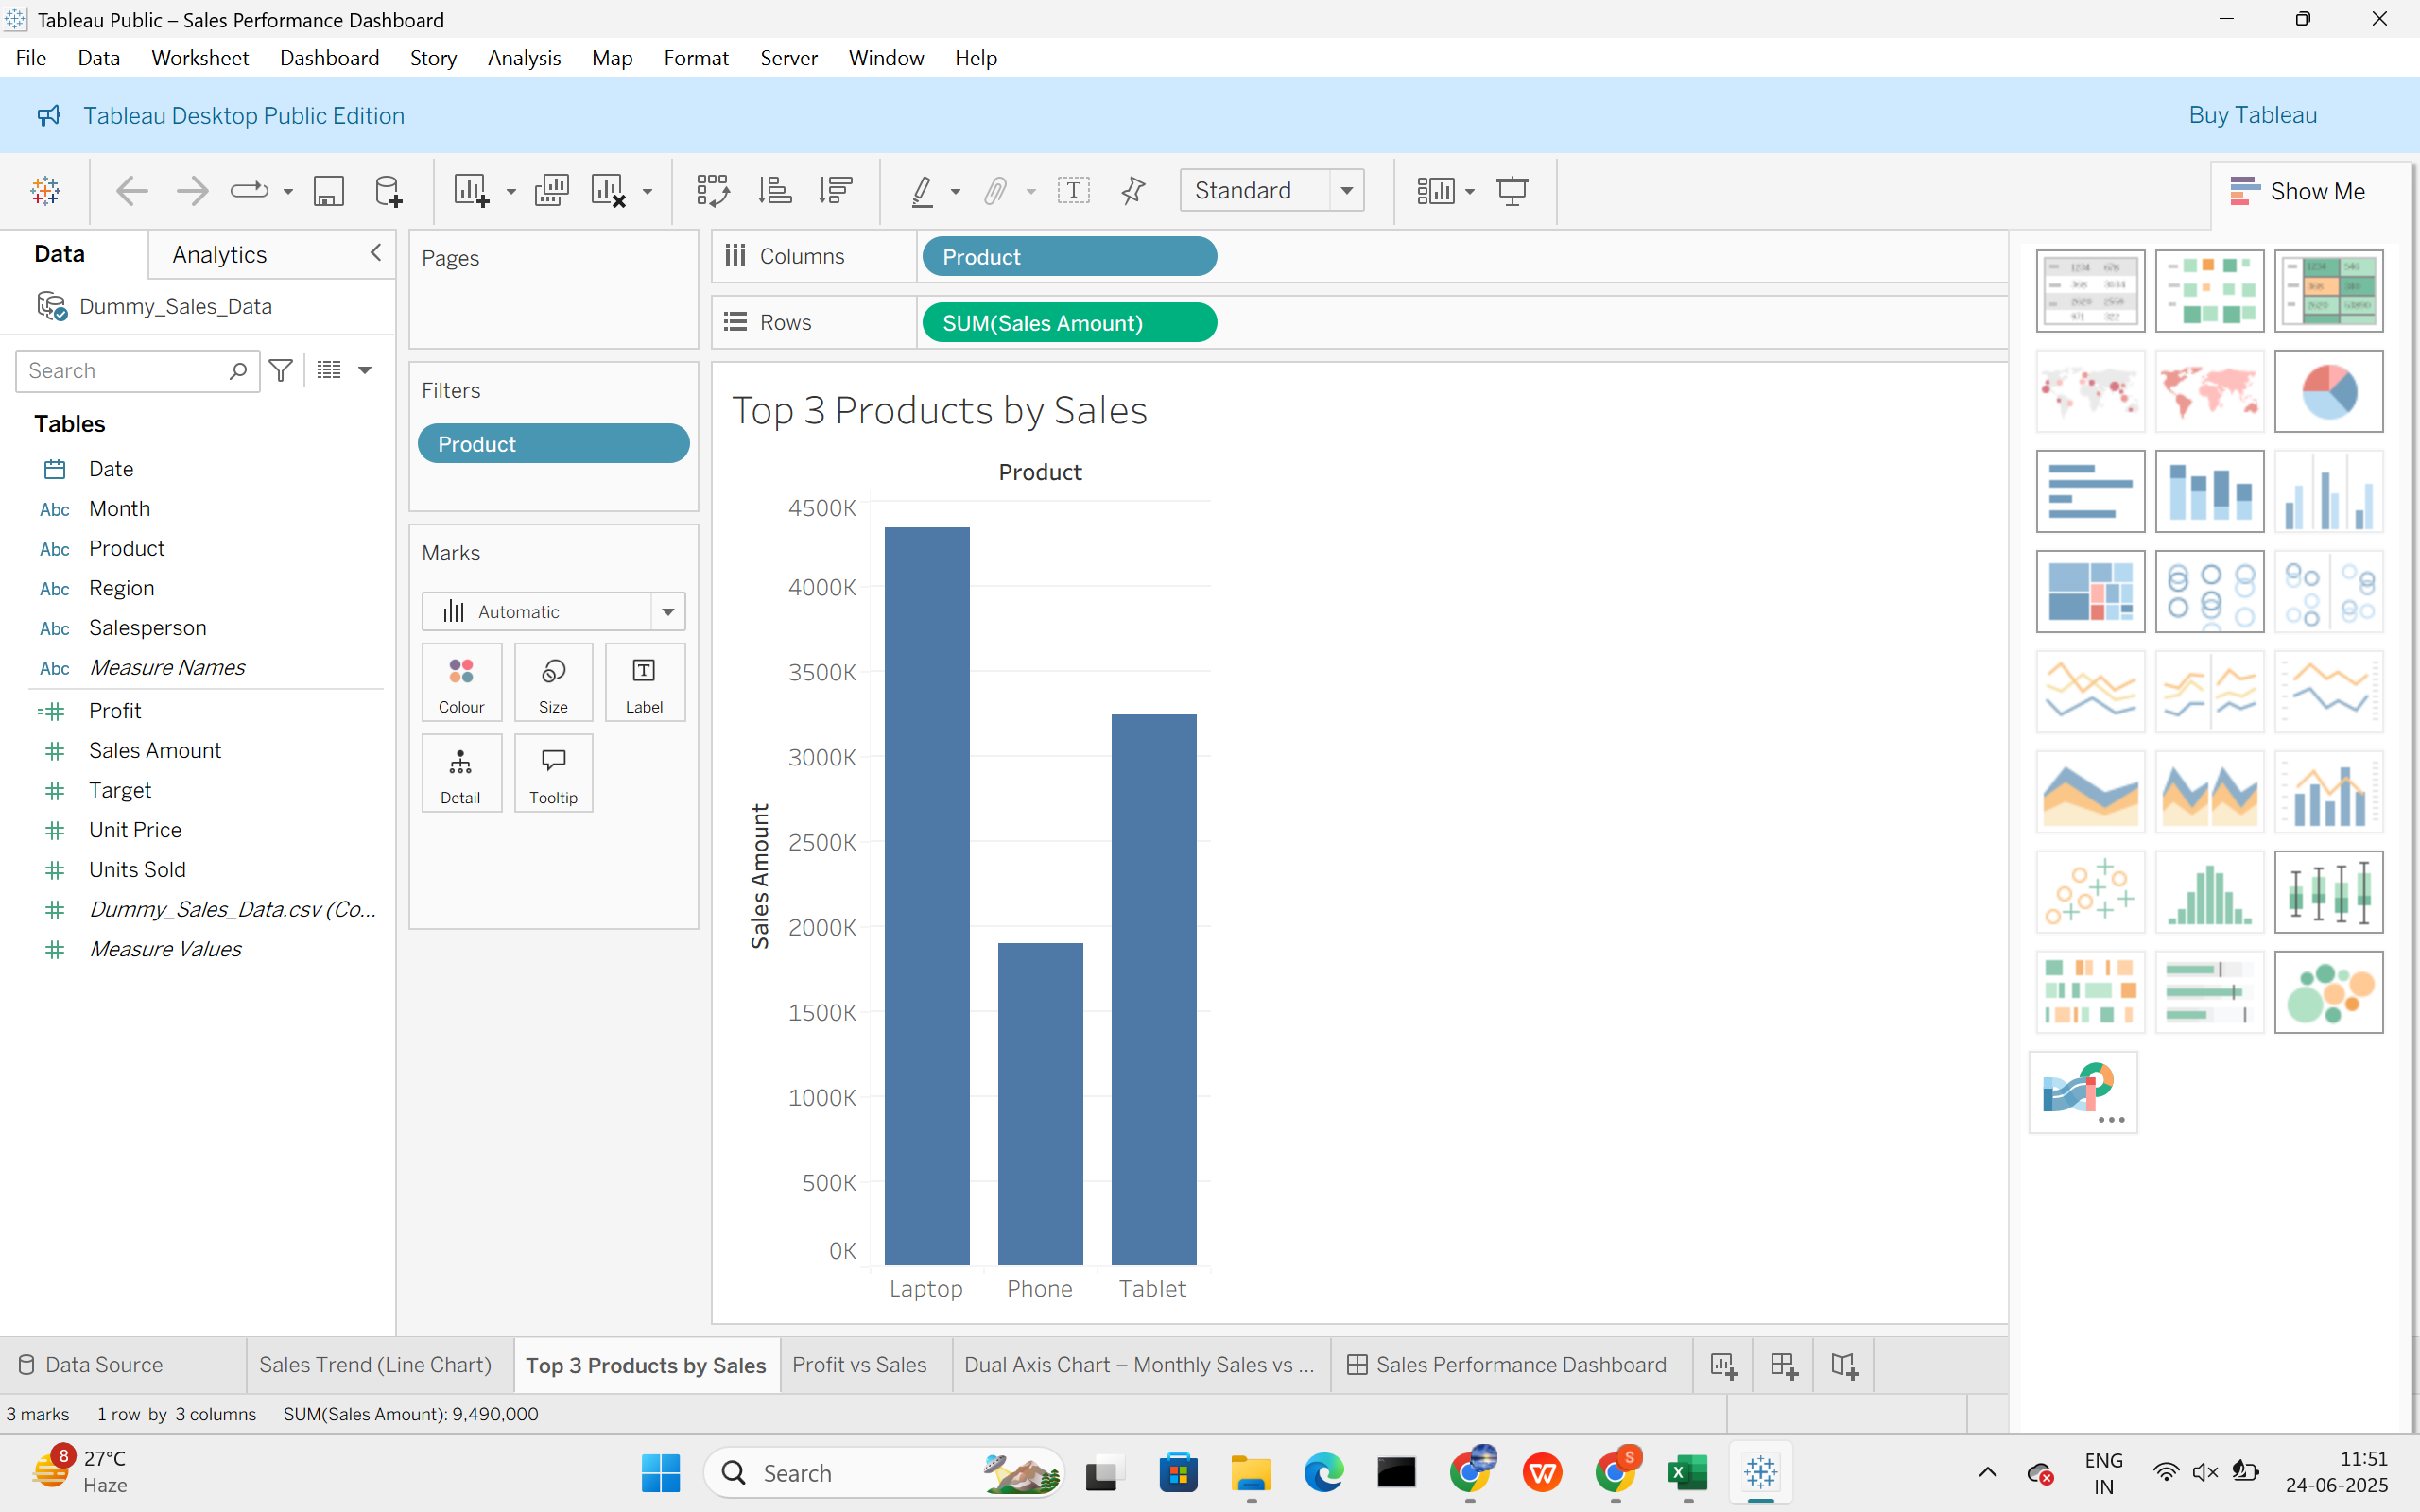 Tableau Public – Sales Performance Dashboard
File Data Worksheet Dashboard Story Analysis Map Format Server Window Help
Tableau Desktop Public Edition
Buy Tableau
Standard
Show Me
Data
Analytics
Dummy_Sales_Data
Search
Tables
Date
Abc Month
Abc Product
Abc Region
Abc Salesperson
Abc Measure Names
Profit
Sales Amount
Target
Unit Price
Units Sold
Dummy_Sales_Data.csv (Co...
Measure Values
Pages
Filters
Product
Marks
Automatic
Colour
Size
Label
Detail
Tooltip
Columns
Product
Rows
SUM(Sales Amount)
Top 3 Products by Sales
Product
4500K
4000K
3500K
3000K
2500K
2000K
1500K
1000K
500K
0K
Sales Amount
Laptop
Phone
Tablet
Data Source
Sales Trend (Line Chart)
Top 3 Products by Sales
Profit vs Sales
Dual Axis Chart – Monthly Sales vs ...
Sales Performance Dashboard
3 marks 1 row by 3 columns SUM(Sales Amount): 9,490,000
8
27°C
Haze
Search
S
ENG
IN
11:51
24-06-2025